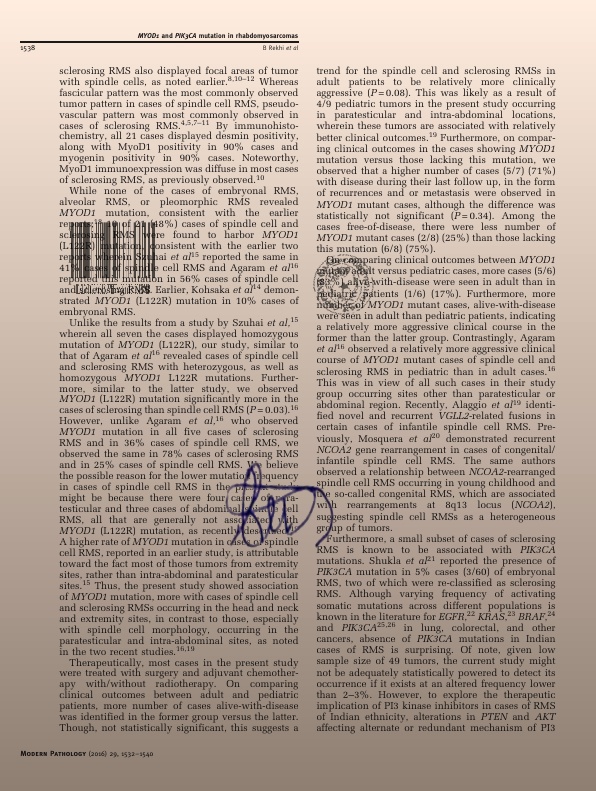 MYODs and PIK3CA mutation in rhabdomyosarcomas
1538
B Rekhi et al
sclerosing RMS also displayed focal areas of tumor
with spindle cells, as noted earlier.8,10–12 Whereas
fascicular pattern was the most commonly observed
tumor pattern in cases of spindle cell RMS, pseudo-
vascular pattern was most commonly observed in
cases of sclerosing RMS.4,5,7–11 By immunohisto-
chemistry, all 21 cases displayed desmin positivity,
along with MyoD1 positivity in 90% cases and
myogenin positivity in 90% cases. Noteworthy,
MyoD1 immunoexpression was diffuse in most cases
of sclerosing RMS, as previously observed.10
While none of the cases of embryonal RMS,
alveolar RMS, or pleomorphic RMS revealed
MYOD1 mutation, consistent with the earlier
reports, 10 of 21 (48%) cases of spindle cell and
sclerosing RMS were found to harbor MYOD1
(L122R) mutation, consistent with the earlier two
reports wherein Szuhai et al15 reported the same in
41% cases of spindle cell RMS and Agaram et al16
reported this mutation in 56% cases of spindle cell
and sclerosing RMS. Earlier, Kohsaka et al14 demon-
strated MYOD1 (L122R) mutation in 10% cases of
embryonal RMS.
Unlike the results from a study by Szuhai et al,15
wherein all seven cases displayed homozygous
mutation of MYOD1 (L122R), our study, similar to
that of Agaram et al16 revealed cases of spindle cell
and sclerosing with heterozygous, as well as
homozygous MYOD1 L122R mutations. Further-
more, similar to the latter study, we observed
MYOD1 (L122R) mutation significantly more in the
cases of sclerosing than spindle cell RMS (P = 0.03).16
However, unlike Agaram et al,16 who observed
MYOD1 mutation in all five cases of sclerosing
RMS and in 36% cases of spindle cell RMS, we
observed the same in 78% cases of sclerosing RMS
and in 25% cases of spindle cell RMS. We believe
the possible reason for the lower mutation frequency
in cases of spindle cell RMS in the present study
might be because there were four cases of para-
testicular and three cases of abdominal spindle cell
RMS, all that are generally not associated with
MYOD1 (L122R) mutation, as recently described.
A higher rate of MYOD1 mutation in cases of spindle
cell RMS, reported in an earlier study, is attributable
toward the fact most of those tumors from extremity
sites, rather than intra-abdominal and paratesticular
sites.15 Thus, the present study showed association
of MYOD1 mutation, more with cases of spindle cell
and sclerosing RMSs occurring in the head and neck
and extremity sites, in contrast to those, especially
with spindle cell morphology, occurring in the
paratesticular and intra-abdominal sites, as noted
in the two recent studies.16,19
Therapeutically, most cases in the present study
were treated with surgery and adjuvant chemother-
apy with/without radiotherapy. On comparing
clinical outcomes between adult and pediatric
patients, more number of cases alive-with-disease
was identified in the former group versus the latter.
Though, not statistically significant, this suggests a
trend for the spindle cell and sclerosing RMSs in
adult patients to be relatively more clinically
aggressive (P = 0.08). This was likely as a result of
4/9 pediatric tumors in the present study occurring
in paratesticular and intra-abdominal locations,
wherein these tumors are associated with relatively
better clinical outcomes.19 Furthermore, on compar-
ing clinical outcomes in the cases showing MYOD1
mutation versus those lacking this mutation, we
observed that a higher number of cases (5/7) (71%)
with disease during their last follow up, in the form
of recurrences and or metastasis were observed in
MYOD1 mutant cases, although the difference was
statistically not significant (P = 0.34). Among the
cases free-of-disease, there were less number of
MYOD1 mutant cases (2/8) (25%) than those lacking
this mutation (6/8) (75%).
On comparing clinical outcomes between MYOD1
mutant adult versus pediatric cases, more cases (5/6)
(83%) alive-with-disease were seen in adult than in
pediatric patients (1/6) (17%). Furthermore, more
number of MYOD1 mutant cases, alive-with-disease
were seen in adult than pediatric patients, indicating
a relatively more aggressive clinical course in the
former than the latter group. Contrastingly, Agaram
et al16 observed a relatively more aggressive clinical
course of MYOD1 mutant cases of spindle cell and
sclerosing RMS in pediatric than in adult cases.16
This was in view of all such cases in their study
group occurring sites other than paratesticular or
abdominal region. Recently, Alaggio et al19 identi-
fied novel and recurrent VGLL2-related fusions in
certain cases of infantile spindle cell RMS. Pre-
viously, Mosquera et al20 demonstrated recurrent
NCOA2 gene rearrangement in cases of congenital/
infantile spindle cell RMS. The same authors
observed a relationship between NCOA2-rearranged
spindle cell RMS occurring in young childhood and
the so-called congenital RMS, which are associated
with rearrangements at 8q13 locus (NCOA2),
suggesting spindle cell RMSs as a heterogeneous
group of tumors.
Furthermore, a small subset of cases of sclerosing
RMS is known to be associated with PIK3CA
mutations. Shukla et al21 reported the presence of
PIK3CA mutation in 5% cases (3/60) of embryonal
RMS, two of which were re-classified as sclerosing
RMS. Although varying frequency of activating
somatic mutations across different populations is
known in the literature for EGFR,22 KRAS,23 BRAF,24
and PIK3CA25,26 in lung, colorectal, and other
cancers, absence of PIK3CA mutations in Indian
cases of RMS is surprising. Of note, given low
sample size of 49 tumors, the current study might
not be adequately statistically powered to detect its
occurrence if it exists at an altered frequency lower
than 2–3%. However, to explore the therapeutic
implication of PI3 kinase inhibitors in cases of RMS
of Indian ethnicity, alterations in PTEN and AKT
affecting alternate or redundant mechanism of PI3
MODERN PATHOLOGY (2016) 29, 1532–1540